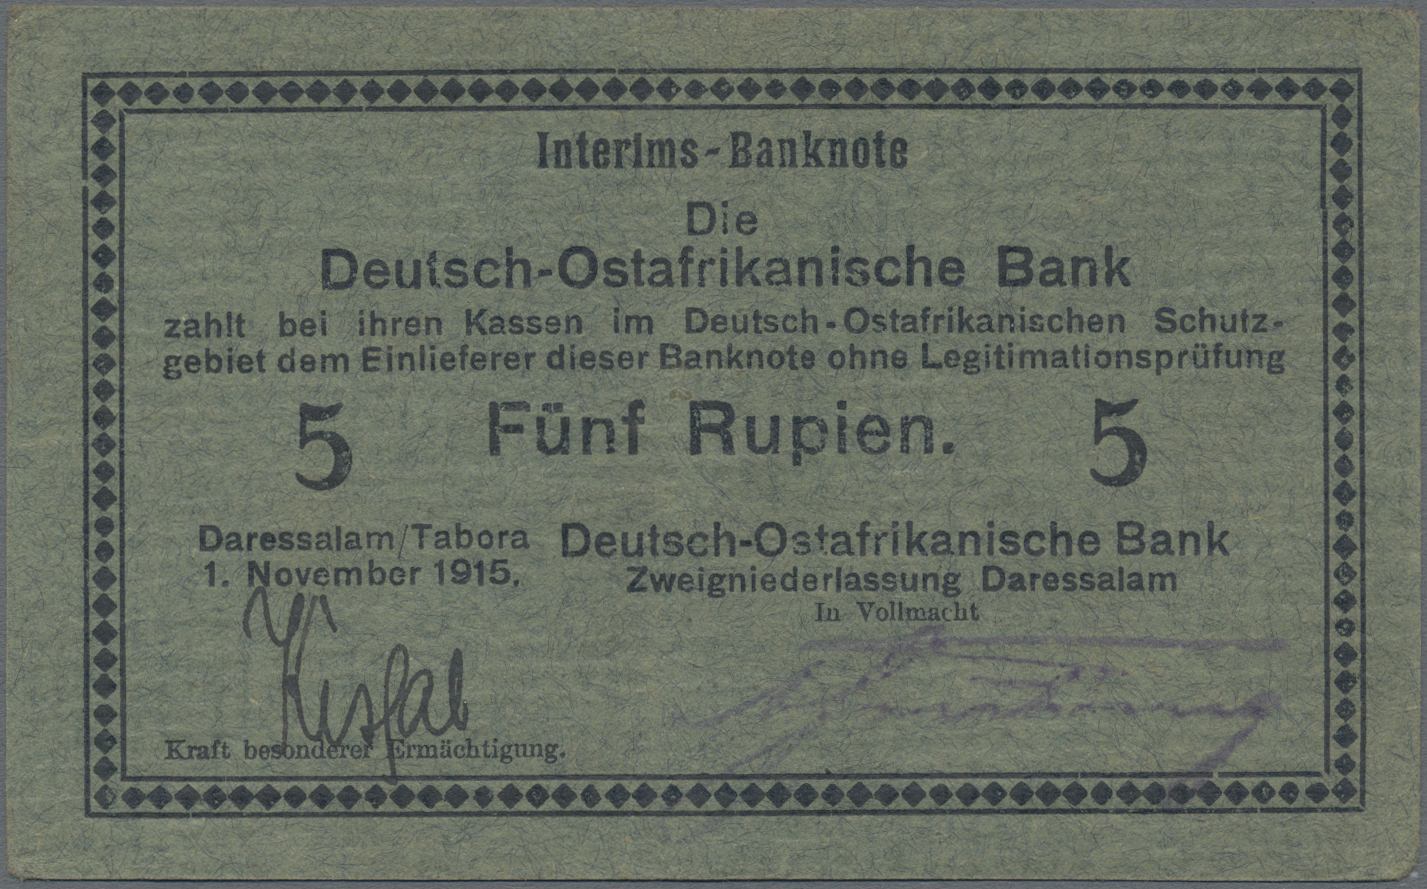 Interims-Banknote
Die
Deutsch-Ostafrikanische Bank
zahlt bei ihren Kassen im Deutsch-Ostafrikanischen Schutz-
gebiet dem Einlieferer dieser Banknote ohne Legitimationsprüfung
5 Fünf Rupien. 5
Daressalam/Tabora
1. November 1915.
Kraft besonderer Ermächtigung.
Deutsch-Ostafrikanische Bank
Zweigniederlassung Daressalam
In Vollmacht